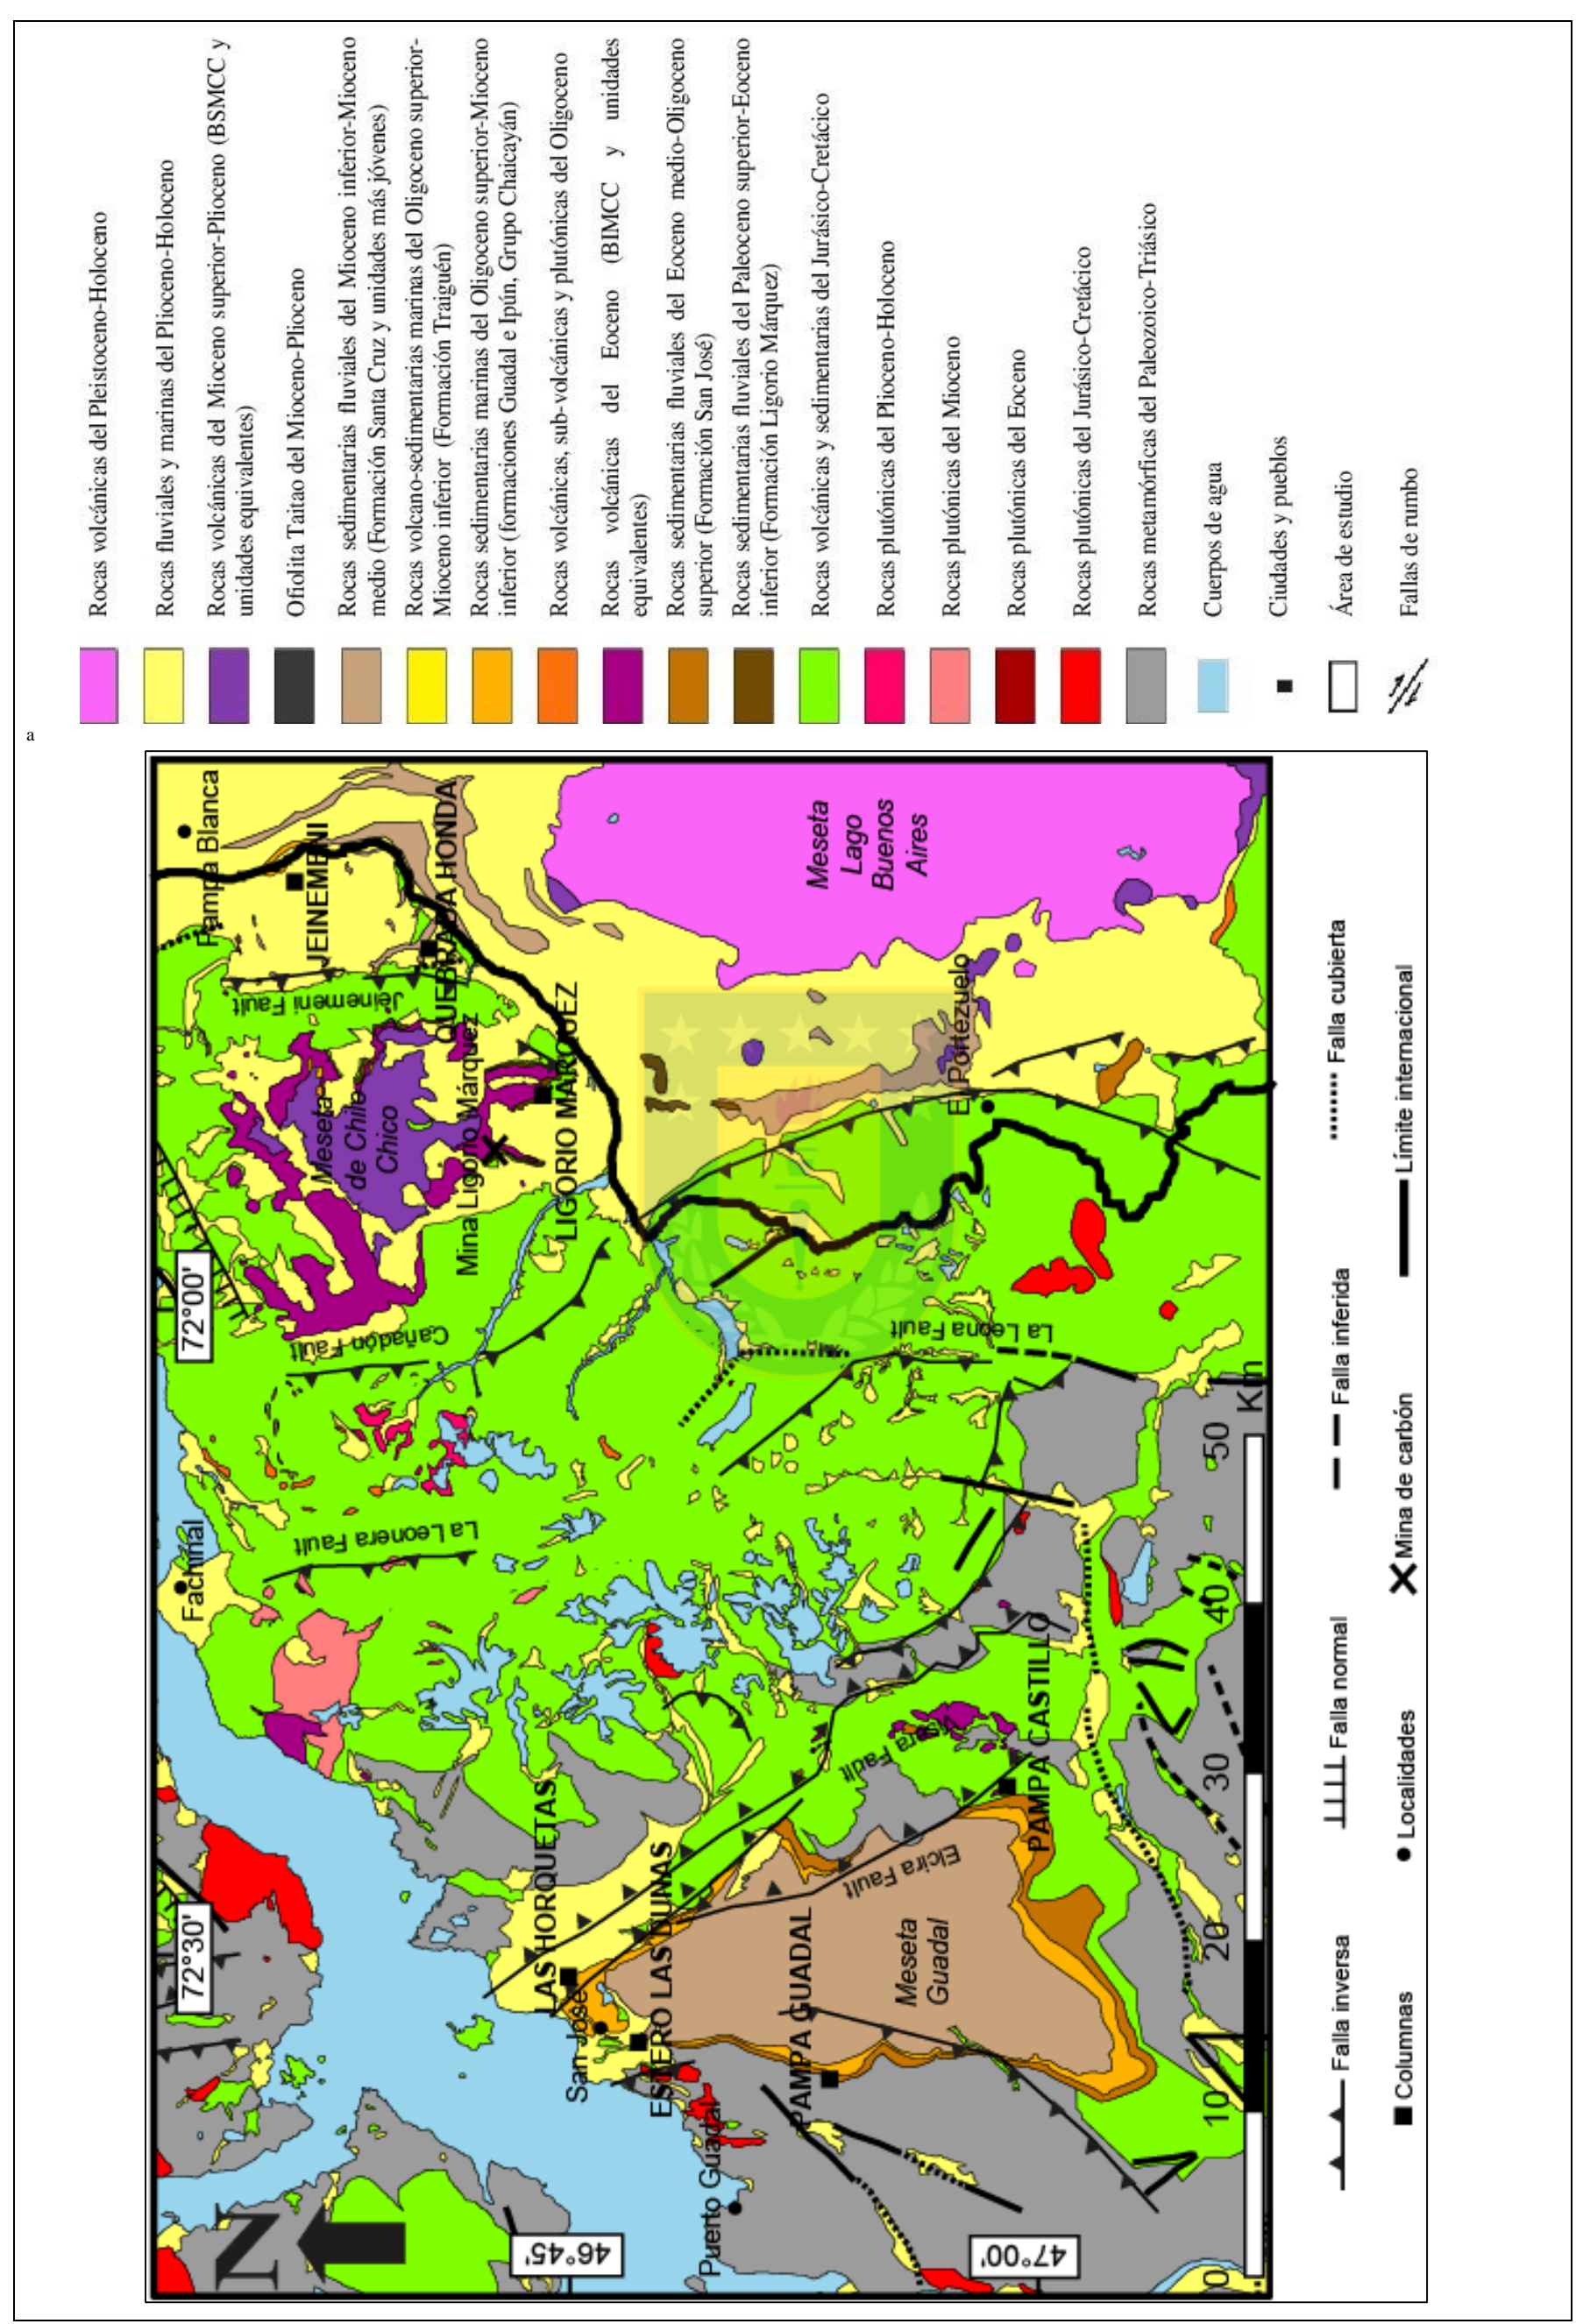 a
Rocas volcánicas del Pleistoceno-Holoceno
Rocas fluviales y marinas del Plioceno-Holoceno
Rocas volcánicas del Mioceno superior-Plioceno (BSMCC y
unidades equivalentes)
Ofiolita Taitao del Mioceno-Plioceno
Rocas sedimentarias fluviales del Mioceno inferior-Mioceno
medio (Formación Santa Cruz y unidades más jóvenes)
Rocas volcano-sedimentarias marinas del Oligoceno superior-
Mioceno inferior (Formación Traiguén)
Rocas sedimentarias marinas del Oligoceno superior-Mioceno
inferior (formaciones Guadal e Ipún, Grupo Chaicayán)
Rocas volcánicas, sub-volcánicas y plutónicas del Oligoceno
Rocas volcánicas del Eoceno (BIMCC y unidades
equivalentes)
Rocas sedimentarias fluviales del Eoceno medio-Oligoceno
superior (Formación San José)
Rocas sedimentarias fluviales del Paleoceno superior-Eoceno
inferior (Formación Ligorio Márquez)
Rocas volcánicas y sedimentarias del Jurásico-Cretácico
Rocas plutónicas del Plioceno-Holoceno
Rocas plutónicas del Mioceno
Rocas plutónicas del Eoceno
Rocas plutónicas del Jurásico-Cretácico
Rocas metamórficas del Paleozoico-Triásico
Cuerpos de agua
Ciudades y pueblos
Área de estudio
Fallas de rumbo
N
72°30'
72°00'
46°45'
47°00'
Fachinal
Pampa Blanca
JEINEMENI
Jeinemeni Fault
QUEBRADA HONDA
Meseta
de Chile
Chico
Cañadón Fault
La Leonera Fault
Mina Ligorio Márquez
LIGORIO MÁRQUEZ
LAS HORQUETAS
San José
ESTERO LAS DUNAS
Puerto Guadal
PAMPA GUADAL
Meseta
Guadal
Elcira Fault
PAMPA CASTILLO
La Leona Fault
El Portezuelo
Meseta
Lago
Buenos
Aires
0
10
20
30
40
50
Km
Falla inversa
Falla normal
Falla inferida
Falla cubierta
Columnas
Localidades
Mina de carbón
Límite internacional